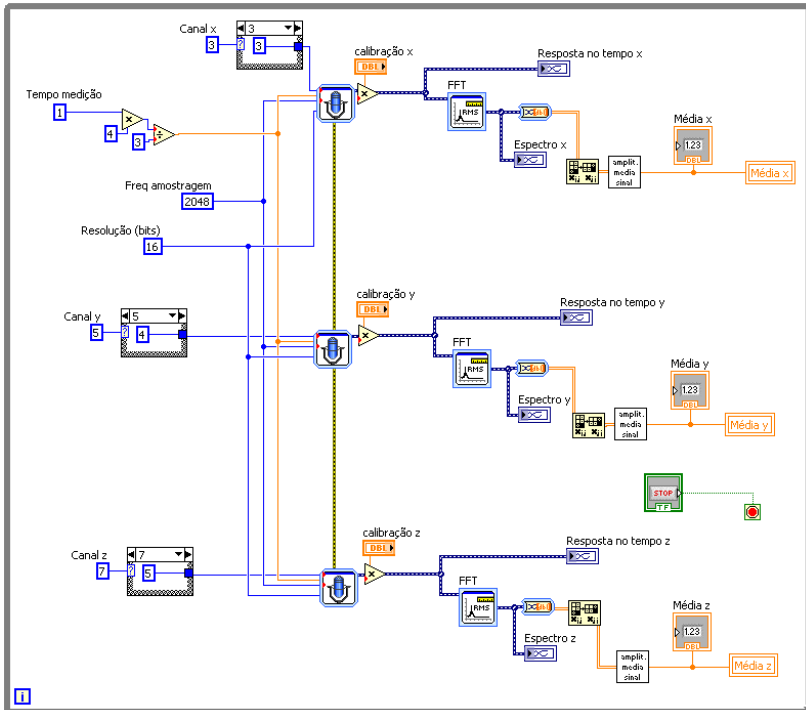 Canal x
3
3
3
calibração x
DBL
Resposta no tempo x
FFT
RMS
Tempo medição
1
4
3
Espectro x
Média x
1.23
DBL
amplit.
media
sinal
Média x
Freq amostragem
2048
Resolução (bits)
16
Canal y
5
5
4
calibração y
DBL
Resposta no tempo y
FFT
RMS
Espectro y
Média y
1.23
DBL
amplit.
media
sinal
Média y
STOP
TF
Canal z
7
7
5
calibração z
DBL
Resposta no tempo z
FFT
RMS
Espectro z
Média z
1.23
DBL
amplit.
media
sinal
Média z
i